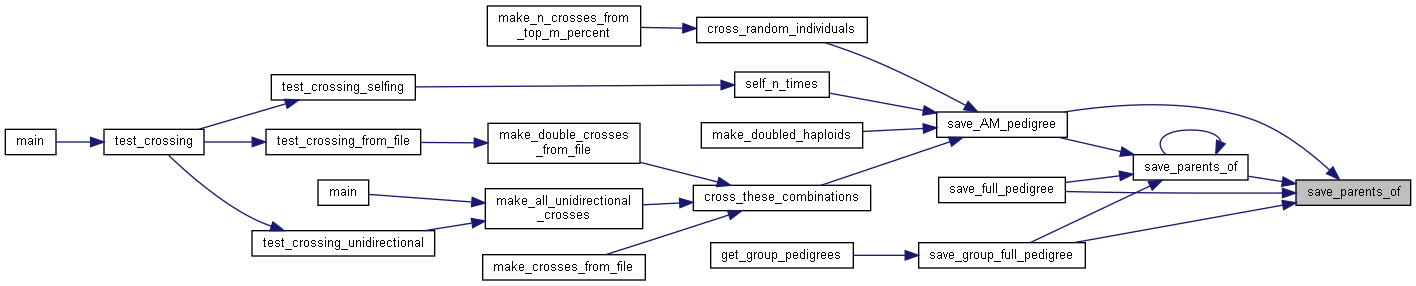 make_n_crosses_from
_top_m_percent
cross_random_individuals
test_crossing_selfing
self_n_times
main
test_crossing
test_crossing_from_file
make_double_crosses
_from_file
make_doubled_haploids
save_AM_pedigree
save_parents_of
main
make_all_unidirectional
_crosses
cross_these_combinations
save_full_pedigree
save_parents_of
test_crossing_unidirectional
make_crosses_from_file
get_group_pedigrees
save_group_full_pedigree